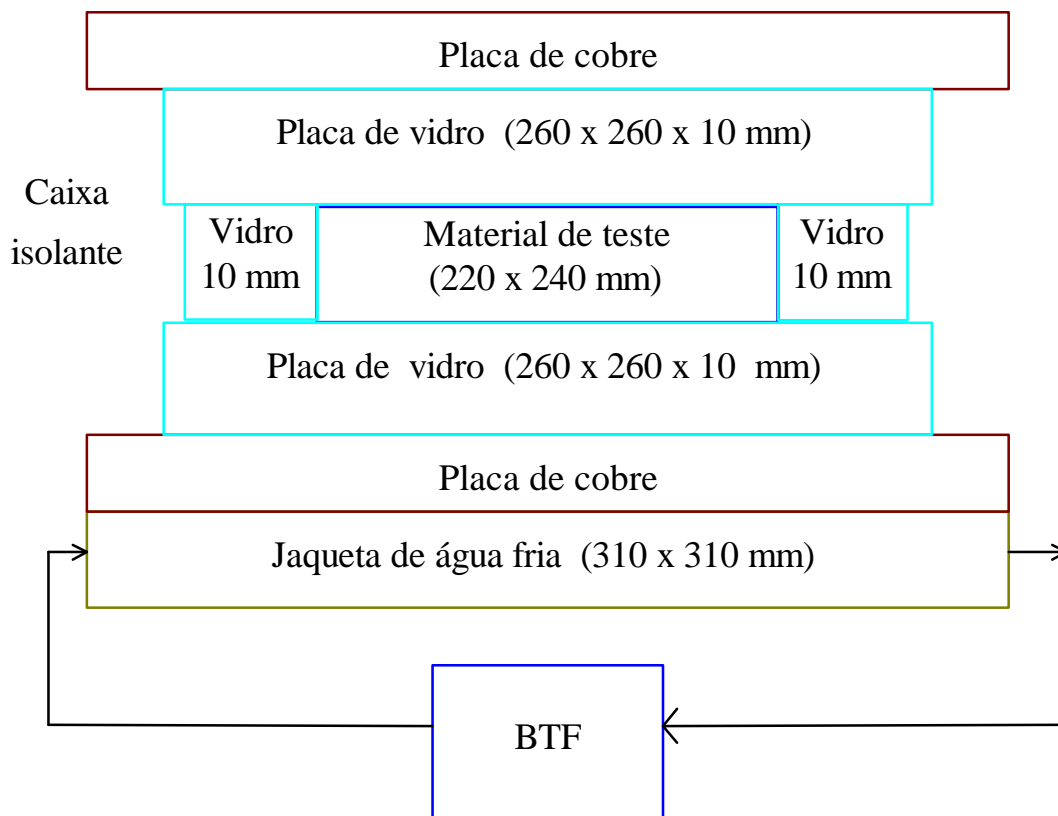 Placa de cobre
Placa de vidro (260 x 260 x 10 mm)
Caixa
isolante
Vidro
10 mm
Material de teste
(220 x 240 mm)
Vidro
10 mm
Placa de vidro (260 x 260 x 10 mm)
Placa de cobre
Jaqueta de água fria (310 x 310 mm)
BTF